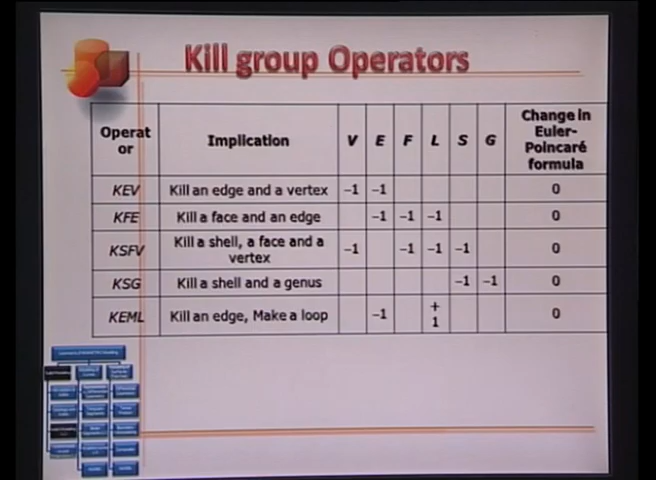 Kill group Operators
Operat
or
Implication
V
E
F
L
S
G
Change in
Euler-
Poincaré
formula
KEV
Kill an edge and a vertex
−1
−1
0
KFE
Kill a face and an edge
−1
−1
−1
0
KSFV
Kill a shell, a face and a
vertex
−1
−1
−1
−1
0
KSG
Kill a shell and a genus
−1
−1
0
KEML
Kill an edge, Make a loop
−1
+
1
0